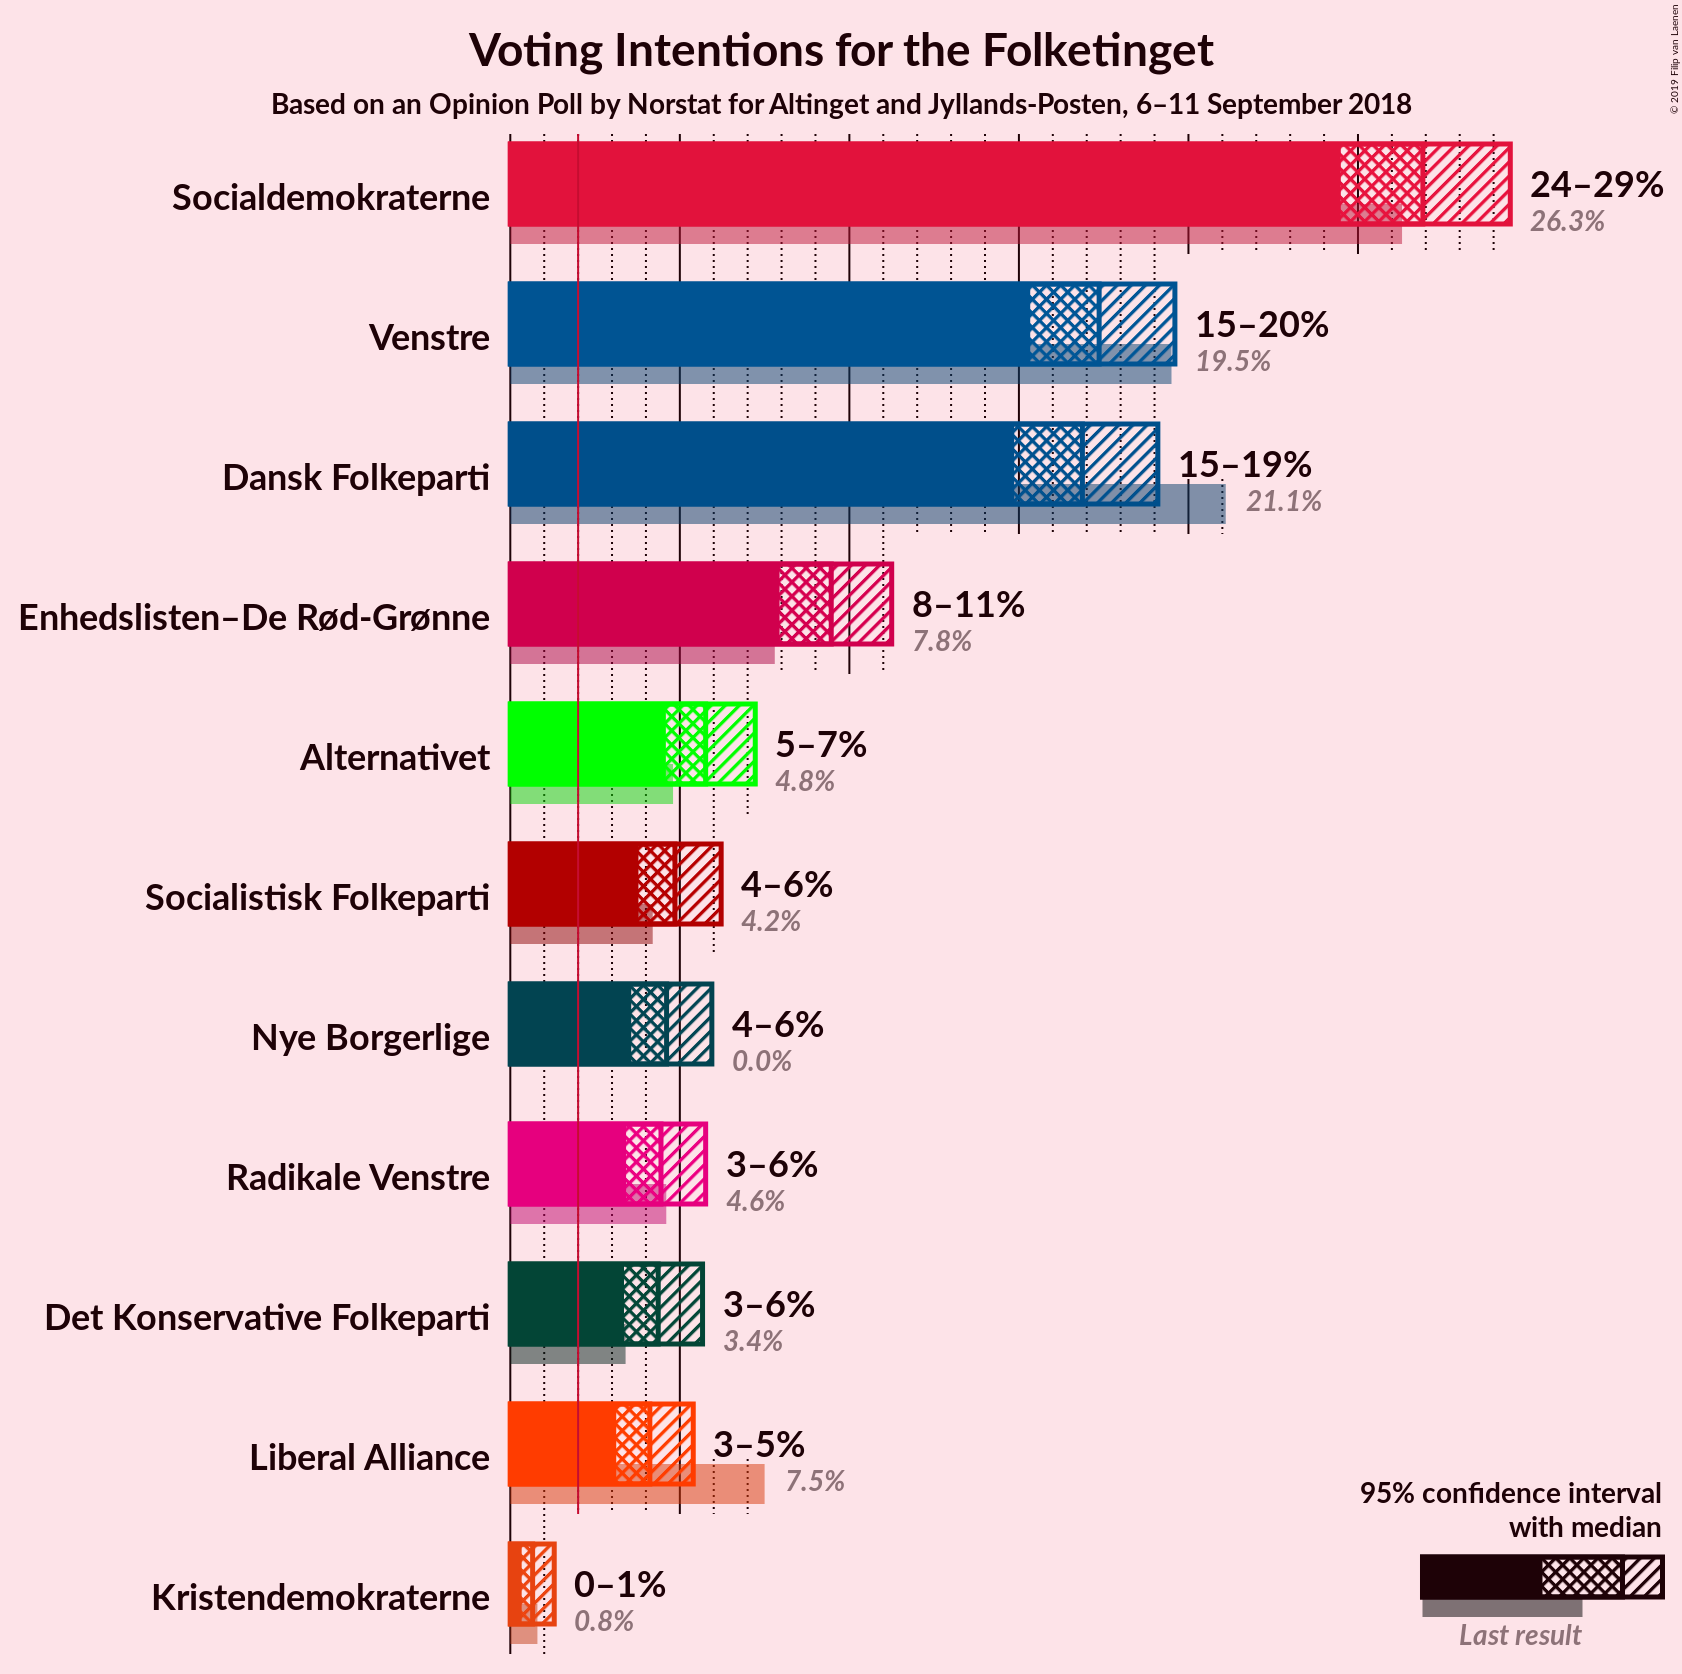 Voting Intentions for the Folketinget
Based on an Opinion Poll by Norstat for Altinget and Jyllands-Posten, 6–11 September 2018
© 2019 Filip van Laenen
Socialdemokraterne
24–29%
26.3%
Venstre
15–20%
19.5%
Dansk Folkeparti
15–19%
21.1%
Enhedslisten–De Rød-Grønne
8–11%
7.8%
Alternativet
5–7%
4.8%
Socialistisk Folkeparti
4–6%
4.2%
Nye Borgerlige
4–6%
0.0%
Radikale Venstre
3–6%
4.6%
Det Konservative Folkeparti
3–6%
3.4%
Liberal Alliance
3–5%
7.5%
Kristendemokraterne
0–1%
0.8%
95% confidence interval
with median
Last result